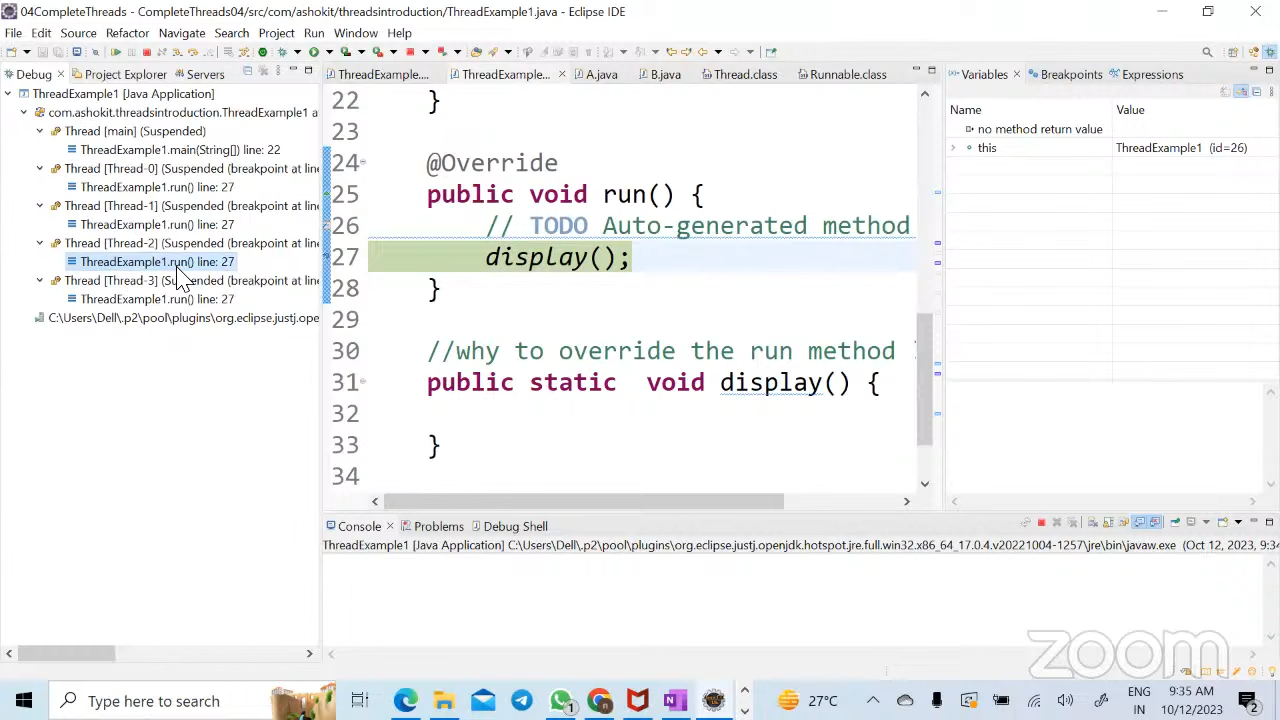 04CompleteThreads - CompleteThreads04/src/com/ashokit/threadsintroduction/ThreadExample1.java - Eclipse IDE
File Edit Source Refactor Navigate Search Project Run Window Help
Debug Project Explorer Servers
ThreadExample1 [Java Application]
com.ashokit.threadsintroduction.ThreadExample1 a
Thread [main] (Suspended)
ThreadExample1.main(String[]) line: 22
Thread [Thread-0] (Suspended (breakpoint at line
ThreadExample1.run() line: 27
Thread [Thread-1] (Suspended (breakpoint at line
ThreadExample1.run() line: 27
Thread [Thread-2] (Suspended (breakpoint at line
ThreadExample1.run() line: 27
Thread [Thread-3] (Suspended (breakpoint at line
ThreadExample1.run() line: 27
C:\Users\Dell\.p2\pool\plugins\org.eclipse.justj.ope
ThreadExample.... ThreadExample... A.java B.java Thread.class Runnable.class
22 }
23
24 @Override
25 public void run() {
26 // TODO Auto-generated method
27 display();
28 }
29
30 //why to override the run method
31 public static void display() {
32
33 }
34
Variables Breakpoints Expressions
Name Value
no method return value
this ThreadExample1 (id=26)
Console Problems Debug Shell
ThreadExample1 [Java Application] C:\Users\Dell\.p2\pool\plugins\org.eclipse.justj.openjdk.hotspot.jre.full.win32.x86_64_17.0.4.v20221004-1257\jre\bin\javaw.exe (Oct 12, 2023, 9:34
zoom
Type here to search
27°C
ENG
IN
9:35 AM
10/12/2023
1
2